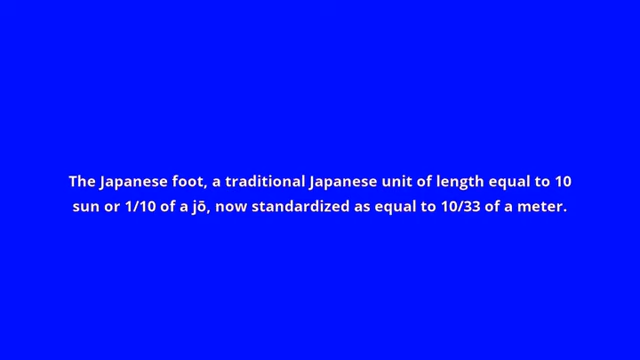 The Japanese foot, a traditional Japanese unit of length equal to 10
sun or 1/10 of a jō, now standardized as equal to 10/33 of a meter.